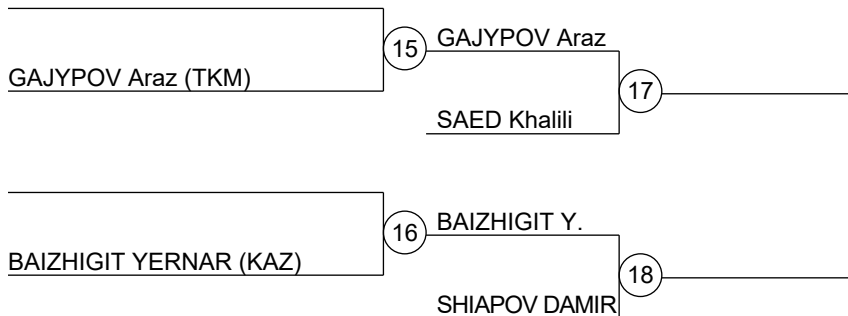 15
GAJYPOV Araz
GAJYPOV Araz (TKM)
17
SAED Khalili
16
BAIZHIGIT Y.
BAIZHIGIT YERNAR (KAZ)
18
SHIAPOV DAMIR